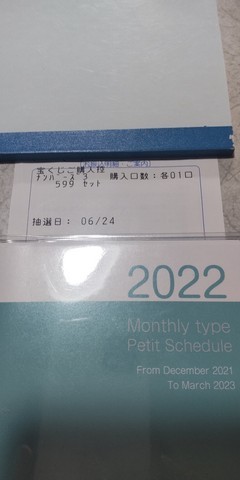 宝くじご購入控
ﾅﾝﾊﾞｰｽﾞ 3 購入口数：各01口
599 ｾｯﾄ
抽選日： 06/24
2022
Monthly type
Petit Schedule
From December 2021
To March 2023